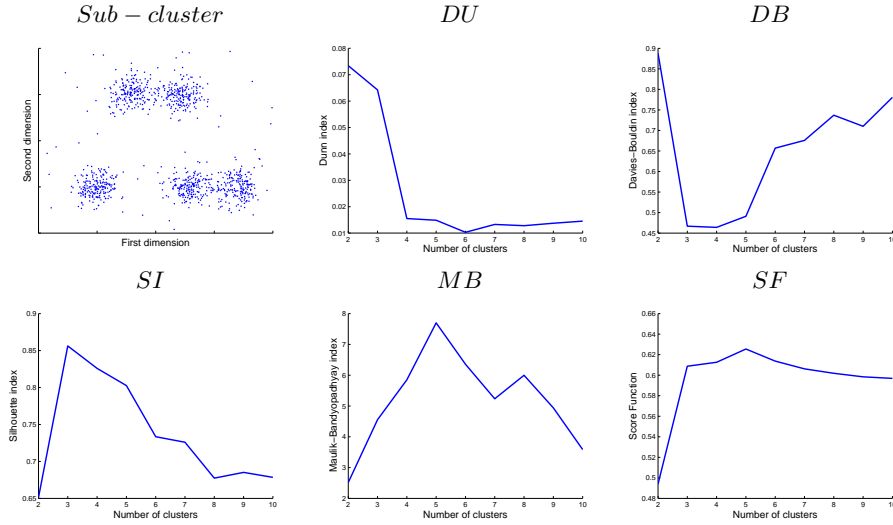 Sub – cluster
Second dimension
First dimension
DU
Dunn index
0.08
0.07
0.06
0.05
0.04
0.03
0.02
0.01
2 3 4 5 6 7 8 9 10
Number of clusters
DB
Davies–Bouldin index
0.9
0.85
0.8
0.75
0.7
0.65
0.6
0.55
0.5
0.45
2 3 4 5 6 7 8 9 10
Number of clusters
SI
Silhouette index
0.9
0.85
0.8
0.75
0.7
0.65
2 3 4 5 6 7 8 9 10
Number of clusters
MB
Maulik–Bandyopadhyay index
8
7
6
5
4
3
2
2 3 4 5 6 7 8 9 10
Number of clusters
SF
Score Function
0.66
0.64
0.62
0.6
0.58
0.56
0.54
0.52
0.5
0.48
2 3 4 5 6 7 8 9 10
Number of clusters